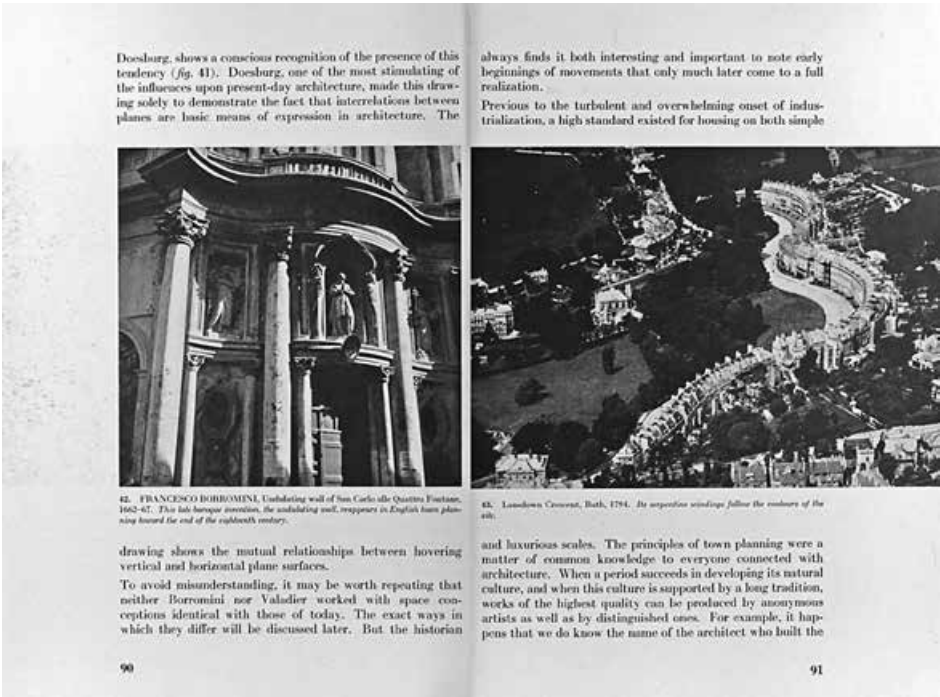 Doesburg, shows a conscious recognition of the presence of this
tendency (fig. 41). Doesburg, one of the most stimulating of
the influences upon present-day architecture, made this draw-
ing solely to demonstrate the fact that interrelations between
planes are basic means of expression in architecture. The
42. FRANCESCO BORROMINI, Undulating wall of San Carlo alle Quattro Fontane,
1662-67. This late baroque invention, the undulating wall, reappears in English town plan-
ning toward the end of the eighteenth century.
drawing shows the mutual relationships between hovering
vertical and horizontal plane surfaces.
To avoid misunderstanding, it may be worth repeating that
neither Borromini nor Valadier worked with space con-
ceptions identical with those of today. The exact ways in
which they differ will be discussed later. But the historian
90
always finds it both interesting and important to note early
beginnings of movements that only much later come to a full
realization.
Previous to the turbulent and overwhelming onset of indus-
trialization, a high standard existed for housing on both simple
43. Lansdown Crescent, Bath, 1794. Its serpentine windings follow the contours of the
site.
and luxurious scales. The principles of town planning were a
matter of common knowledge to everyone connected with
architecture. When a period succeeds in developing its natural
culture, and when this culture is supported by a long tradition,
works of the highest quality can be produced by anonymous
artists as well as by distinguished ones. For example, it hap-
pens that we do know the name of the architect who built the
91